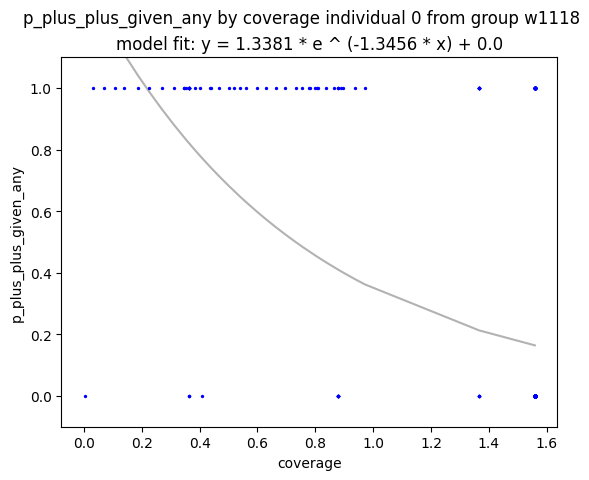 p_plus_plus_given_any by coverage individual 0 from group w1118
model fit: y = 1.3381 * e ^ (-1.3456 * x) + 0.0
1.0
0.8
0.6
0.4
0.2
0.0
p_plus_plus_given_any
0.0 0.2 0.4 0.6 0.8 1.0 1.2 1.4 1.6
coverage